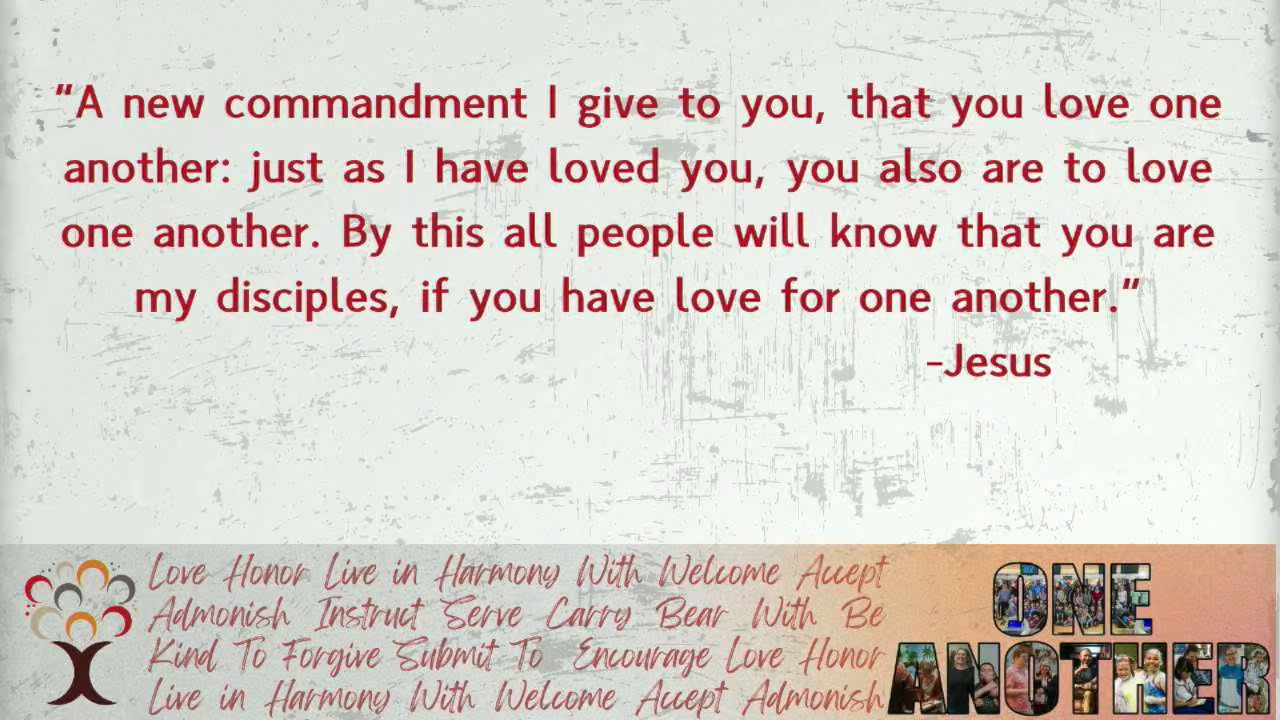 “A new commandment I give to you, that you love one
another: just as I have loved you, you also are to love
one another. By this all people will know that you are
my disciples, if you have love for one another.”
-Jesus
Love Honor Live in Harmony With Welcome Accept
Admonish Instruct Serve Carry Bear With Be
Kind To Forgive Submit To Encourage Love Honor
Live in Harmony With Welcome Accept Admonish
ONE
ANOTHER